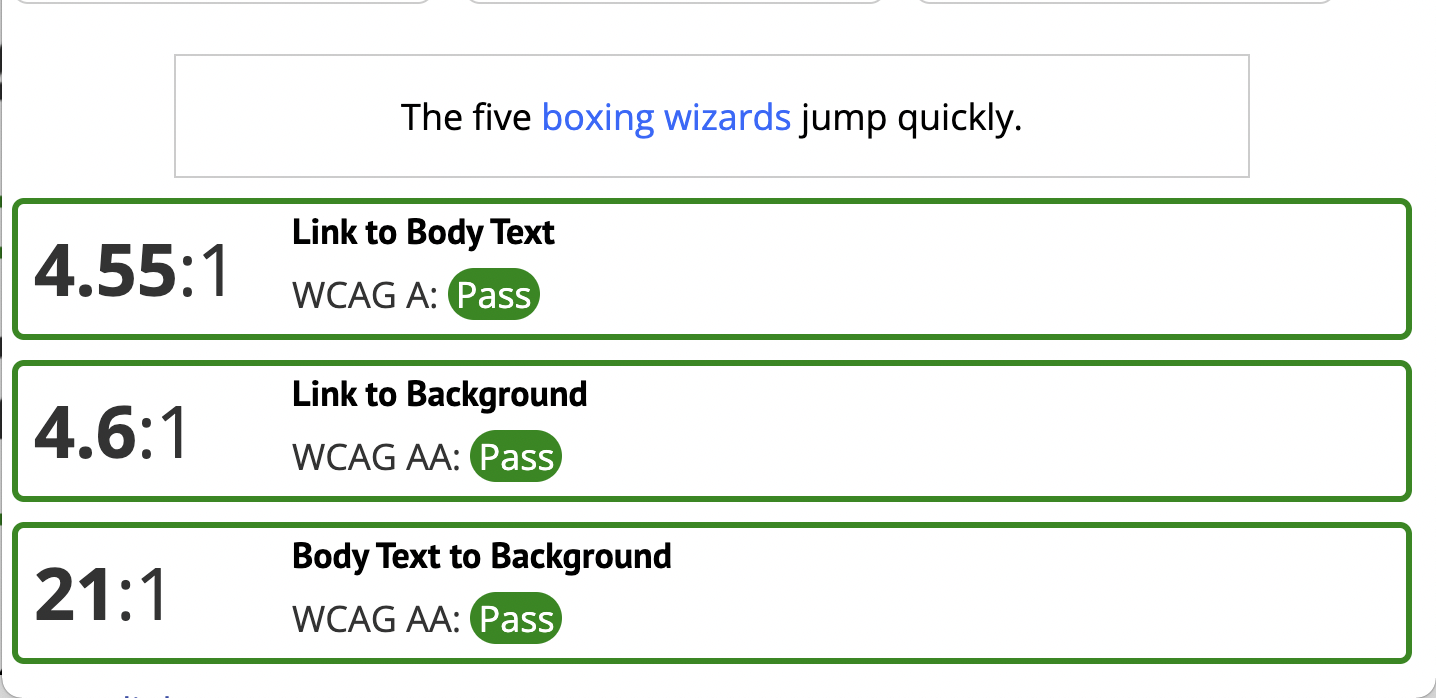 The five boxing wizards jump quickly.
4.55:1
Link to Body Text
WCAG A: Pass
4.6:1
Link to Background
WCAG AA: Pass
21:1
Body Text to Background
WCAG AA: Pass